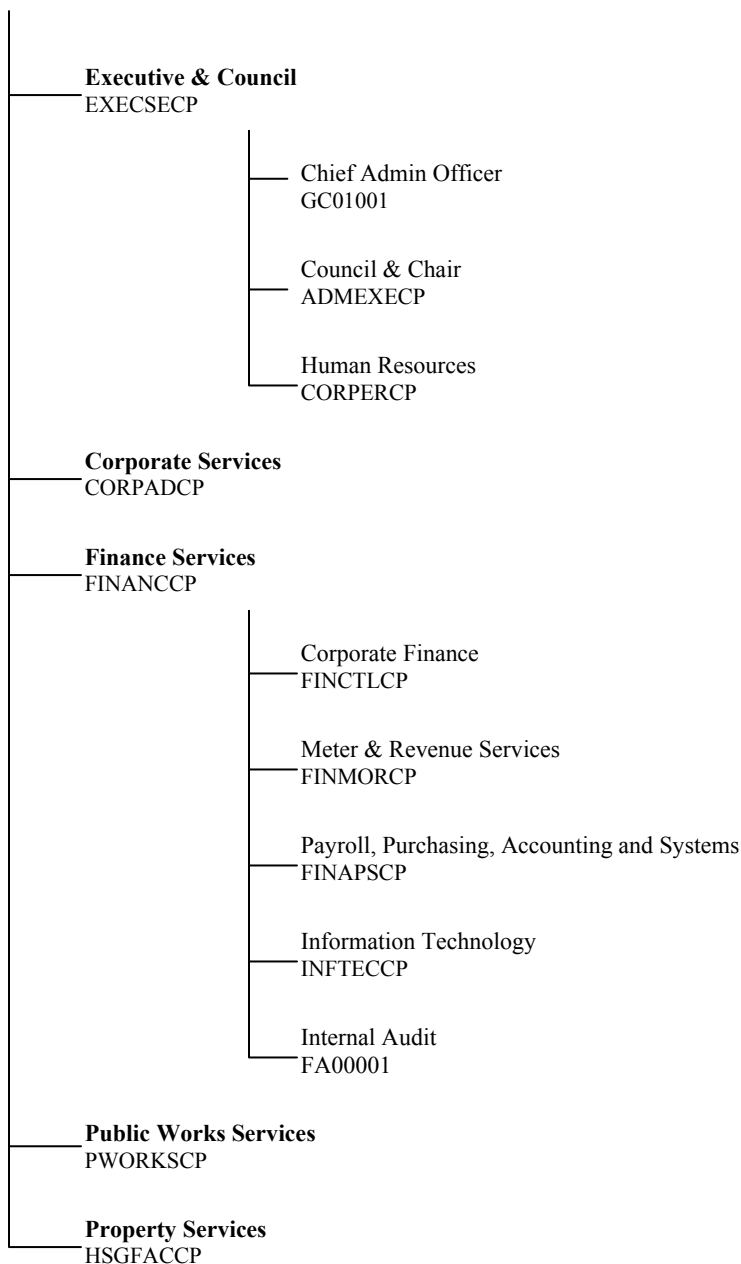 Executive & Council
EXECSECP
Chief Admin Officer
GC01001
Council & Chair
ADMEXECP
Human Resources
CORPERCP
Corporate Services
CORPADCP
Finance Services
FINANCCP
Corporate Finance
FINCTLCP
Meter & Revenue Services
FINMORCP
Payroll, Purchasing, Accounting and Systems
FINAPSCP
Information Technology
INFTECCP
Internal Audit
FA00001
Public Works Services
PWORKSCP
Property Services
HSGFACCP